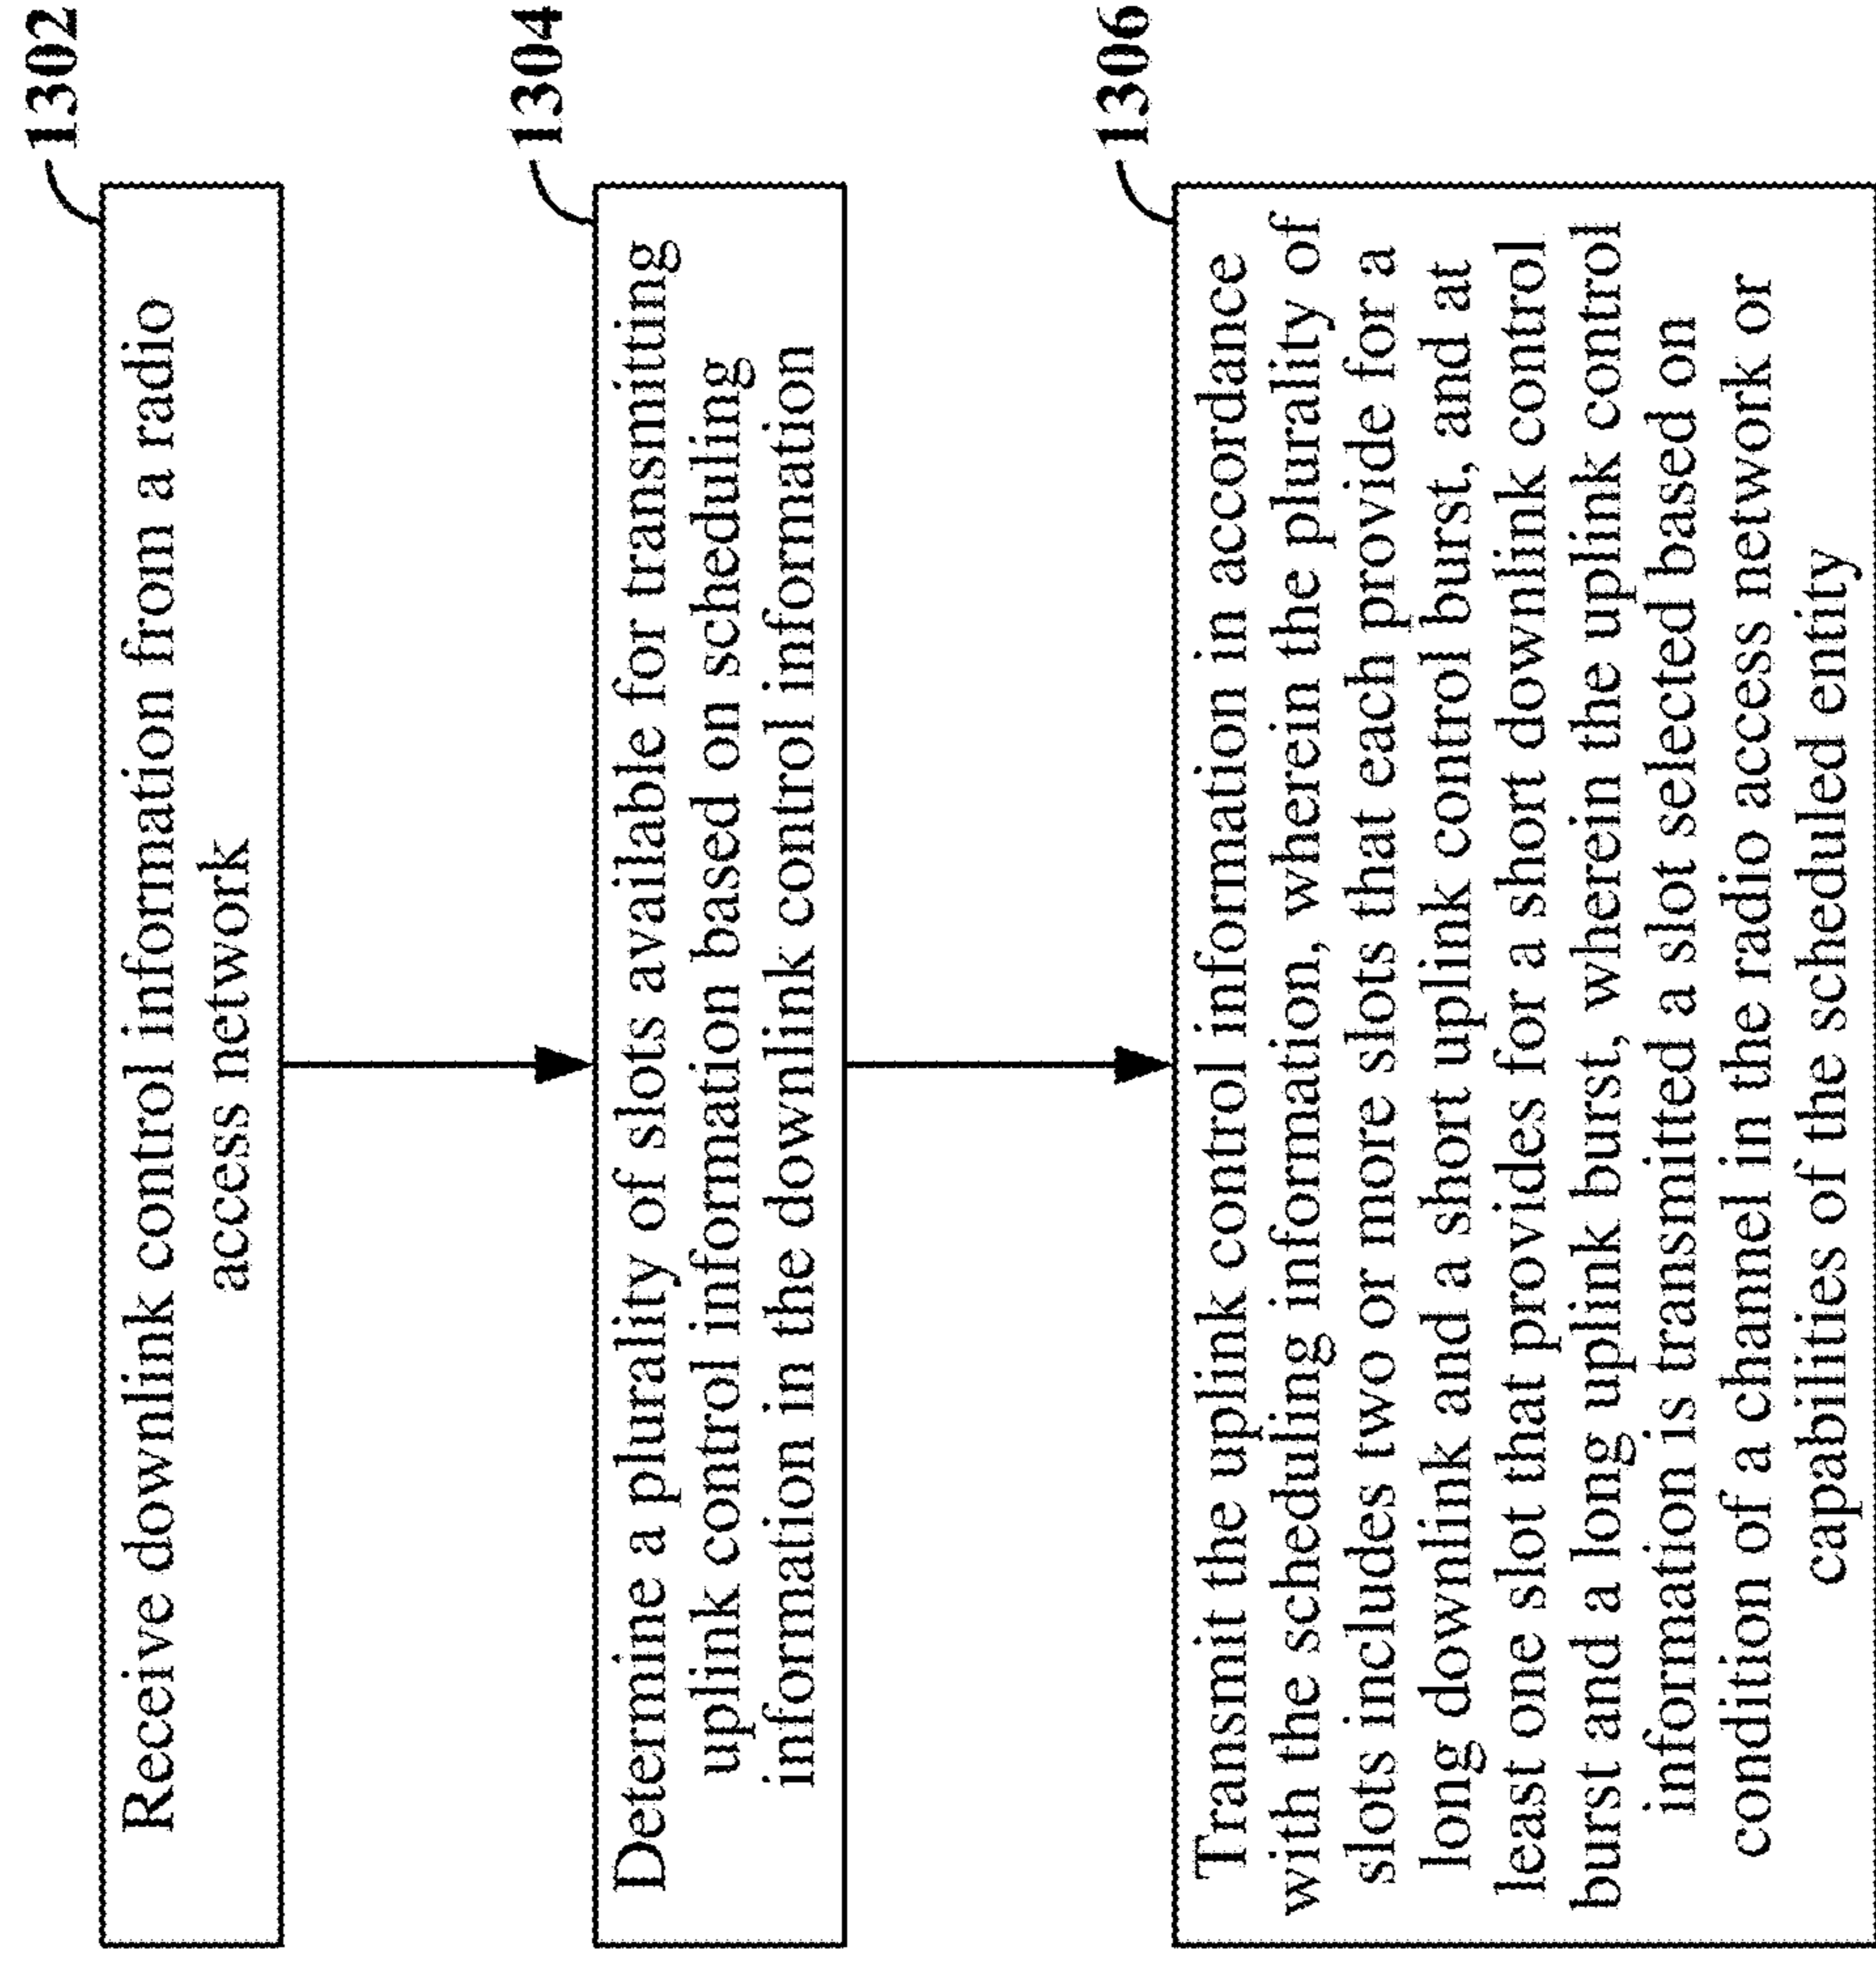 1302
Receive downlink control information from a radio
access network
1304
Determine a plurality of slots available for transmitting
uplink control information based on scheduling
information in the downlink control information
1306
Transmit the uplink control information in accordance
with the scheduling information, wherein the plurality of
slots includes two or more slots that each provide for a
long downlink and a short uplink control burst, and at
least one slot that provides for a short downlink control
burst and a long uplink burst, wherein the uplink control
information is transmitted a slot selected based on
condition of a channel in the radio access network or
capabilities of the scheduled entity